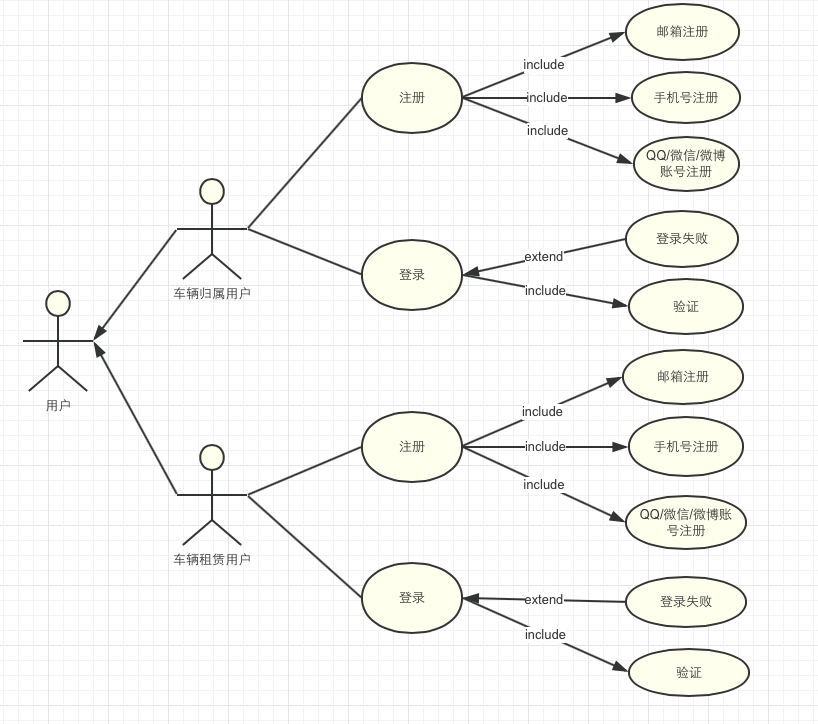 邮箱注册
include
注册
include
手机号注册
include
QQ/微信/微博
账号注册
车辆归属用户
登录失败
extend
登录
include
验证
用户
邮箱注册
include
注册
include
手机号注册
include
QQ/微信/微博账
号注册
车辆租赁用户
登录失败
extend
登录
include
验证